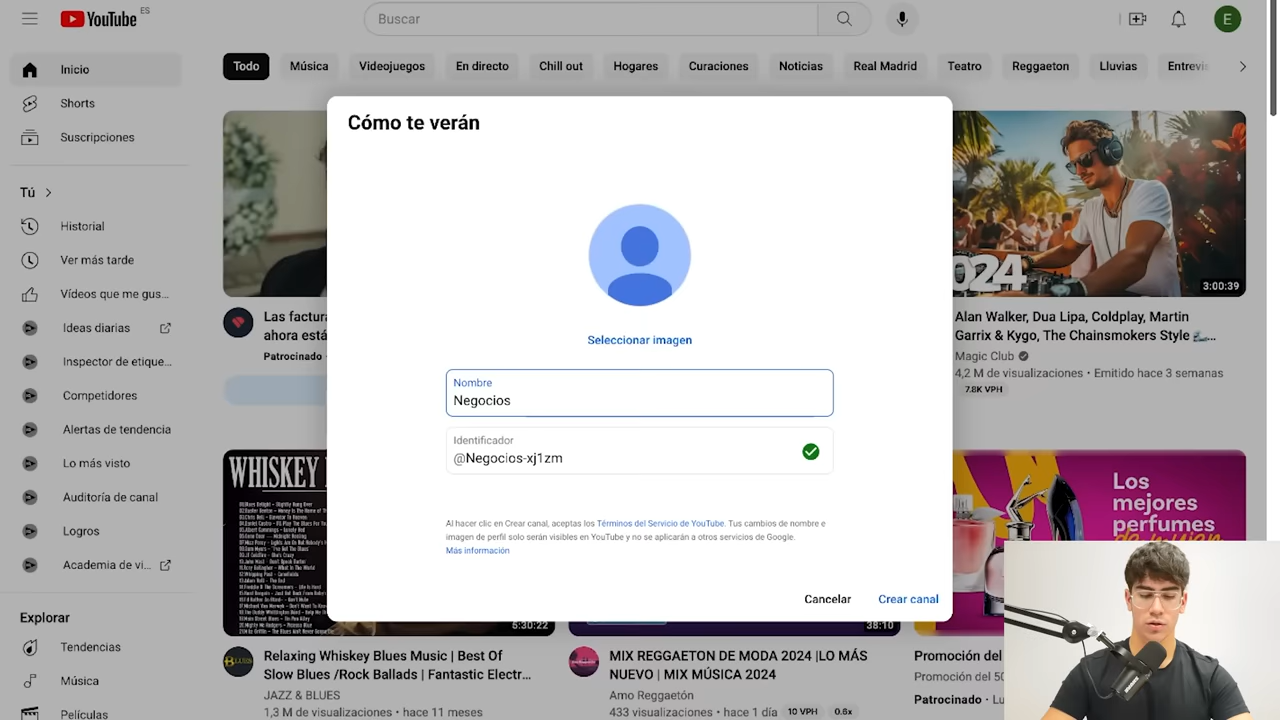 YouTube ES
Buscar
E
Inicio
Shorts
Suscripciones
Tú
Historial
Ver más tarde
Vídeos que me gus...
Ideas diarias
Inspector de etique...
Competidores
Alertas de tendencia
Lo más visto
Auditoría de canal
Logros
Academia de vi...
Explorar
Tendencias
Música
Películas
Todo
Música
Videojuegos
En directo
Chill out
Hogares
Curaciones
Noticias
Real Madrid
Teatro
Reggaeton
Lluvias
Entrevis
Cómo te verán
Seleccionar imagen
Nombre
Negocios
Identificador
@Negocios-xj1zm
Al hacer clic en Crear canal, aceptas los Términos del Servicio de YouTube. Tus cambios de nombre e
imagen de perfil solo serán visibles en YouTube y no se aplicarán a otros servicios de Google.
Más información
Cancelar
Crear canal
Las factura
ahora está
Patrocinado
2024
3:00:39
Alan Walker, Dua Lipa, Coldplay, Martin
Garrix & Kygo, The Chainsmokers Style
Magic Club
4,2 M de visualizaciones • Emitido hace 3 semanas
7.8K VPH
WHISKEY
5:30:22
Relaxing Whiskey Blues Music | Best Of
Slow Blues /Rock Ballads | Fantastic Electr...
JAZZ & BLUES
1,3 M de visualizaciones • hace 11 meses
38:10
MIX REGGAETON DE MODA 2024 |LO MÁS
NUEVO | MIX MÚSICA 2024
Amo Reggaetón
433 visualizaciones • hace 1 día
10 VPH
0.6x
Los
mejores
perfumes
Promoción del
Promoción del 50
Patrocinado